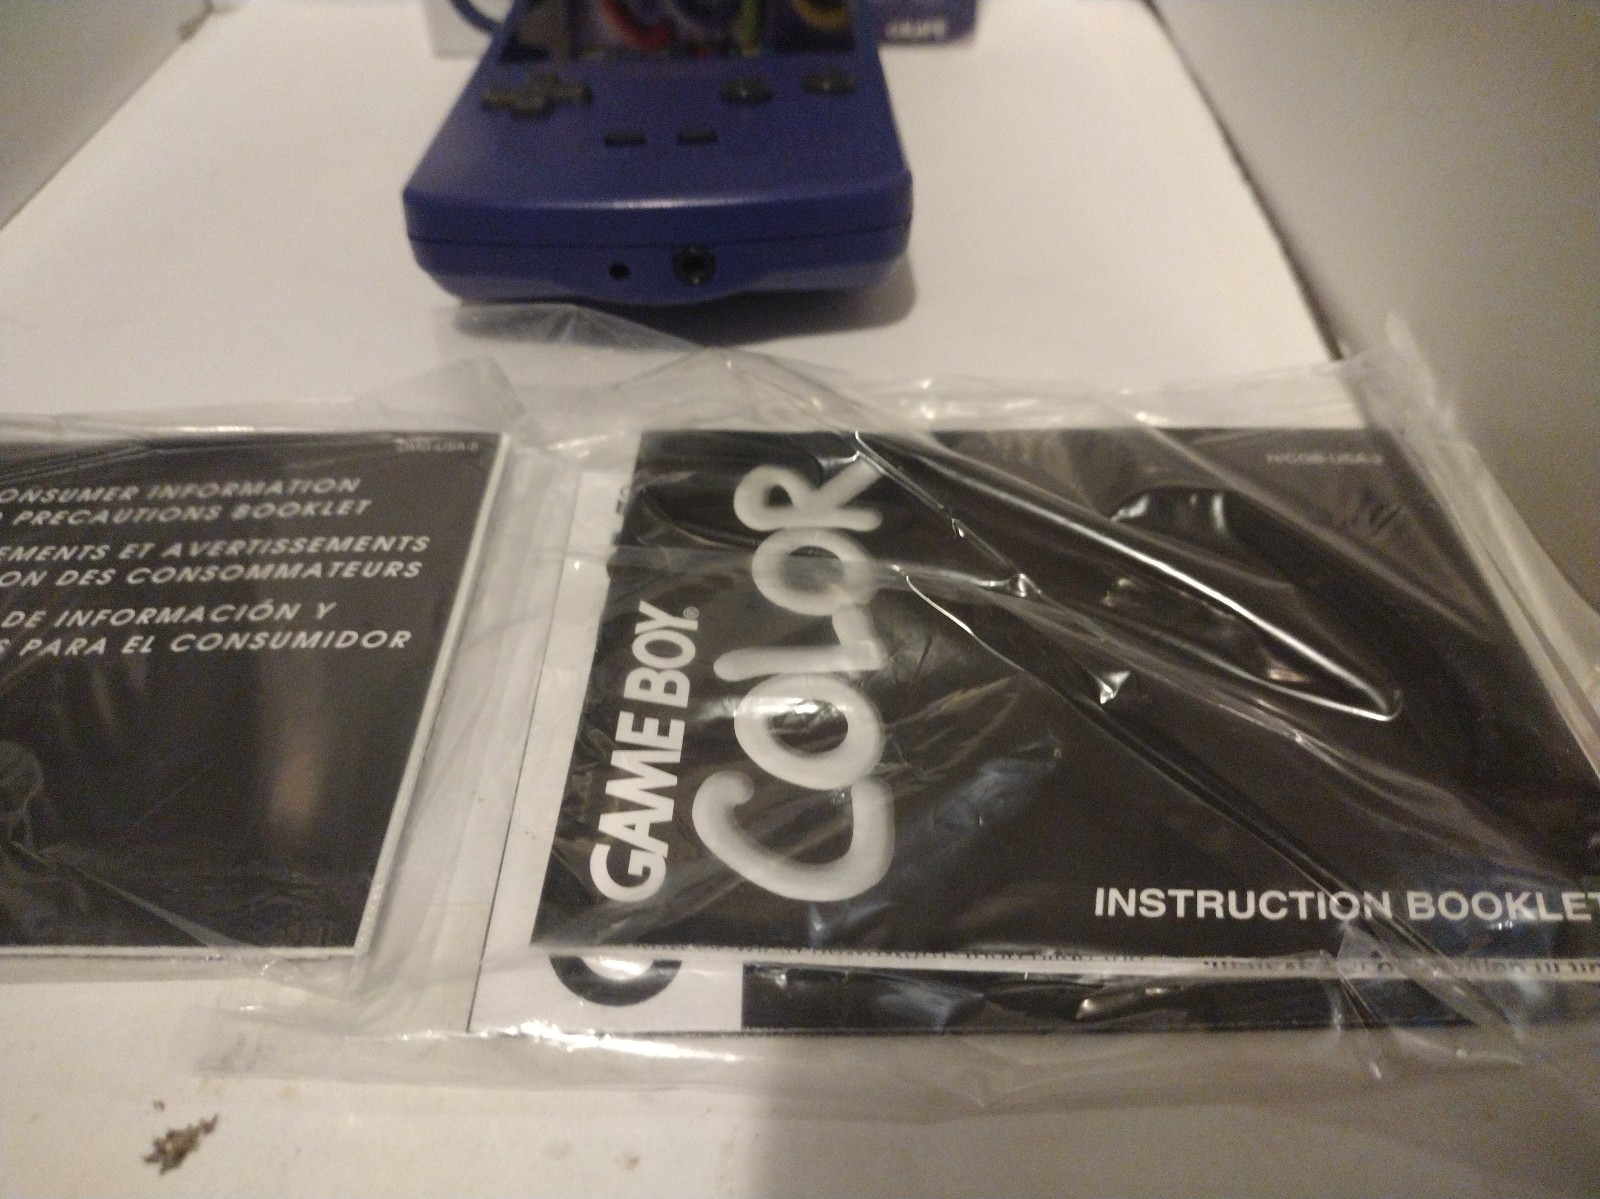 ONSUMER INFORMATION
PRECAUTIONS BOOKLET
EMENTS ET AVERTISSEMENTS
ON DES CONSOMMATEURS
DE INFORMACIÓN Y
S PARA EL CONSUMIDOR
GAME BOY®
COLOR
INSTRUCTION BOOKLET